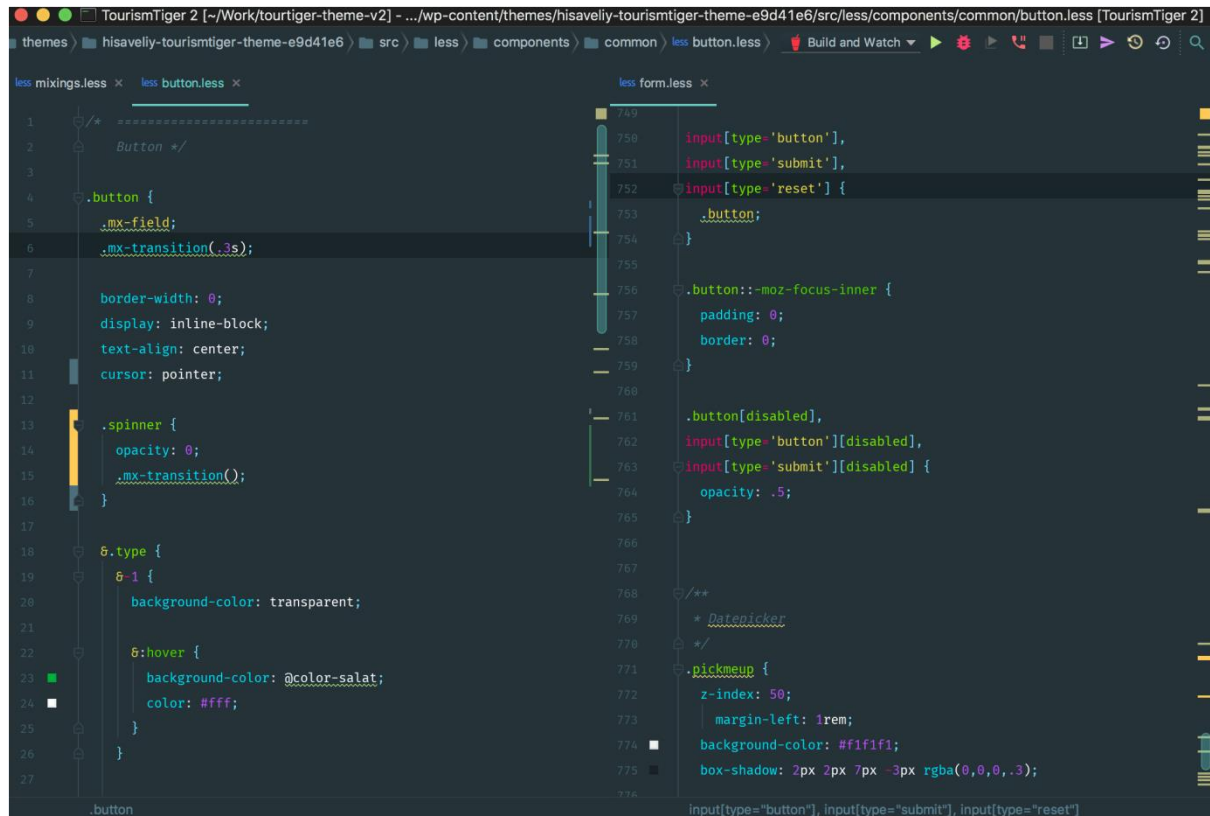 TourismTiger 2 [~/Work/tourtiger-theme-v2] - .../wp-content/themes/hisaveliy-tourismtiger-theme-e9d41e6/src/less/components/common/button.less [TourismTiger 2]
themes hisaveliy-tourismtiger-theme-e9d41e6 src less components common less button.less Build and Watch
less mixings.less × less button.less ×
1 /* =========================
2 Button */
3
4 .button {
5 .mx-field;
6 .mx-transition(.3s);
7
8 border-width: 0;
9 display: inline-block;
10 text-align: center;
11 cursor: pointer;
12
13 .spinner {
14 opacity: 0;
15 .mx-transition();
16 }
17
18 &.type {
19 &-1 {
20 background-color: transparent;
21
22 &:hover {
23 background-color: @color-salat;
24 color: #fff;
25 }
26 }
27
.button
less form.less ×
749
750 input[type='button'],
751 input[type='submit'],
752 input[type='reset'] {
753 .button;
754 }
755
756 .button::-moz-focus-inner {
757 padding: 0;
758 border: 0;
759 }
760
761 .button[disabled],
762 input[type='button'][disabled],
763 input[type='submit'][disabled] {
764 opacity: .5;
765 }
766
767
768 /**
769 * Datepicker
770 */
771 .pickmeup {
772 z-index: 50;
773 margin-left: 1rem;
774 background-color: #f1f1f1;
775 box-shadow: 2px 2px 7px -3px rgba(0,0,0,.3);
776
input[type="button"], input[type="submit"], input[type="reset"]